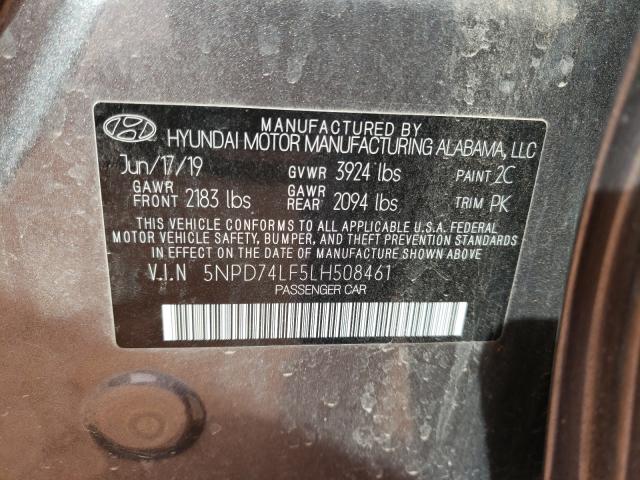 MANUFACTURED BY
HYUNDAI MOTOR MANUFACTURING ALABAMA, LLC
Jun/17/19 GVWR 3924 lbs PAINT 2C
GAWR FRONT 2183 lbs GAWR REAR 2094 lbs TRIM PK
THIS VEHICLE CONFORMS TO ALL APPLICABLE U.S.A. FEDERAL
MOTOR VEHICLE SAFETY, BUMPER, AND THEFT PREVENTION STANDARDS
IN EFFECT ON THE DATE OF MANUFACTURE SHOWN ABOVE
V.I.N 5NPD74LF5LH508461
PASSENGER CAR